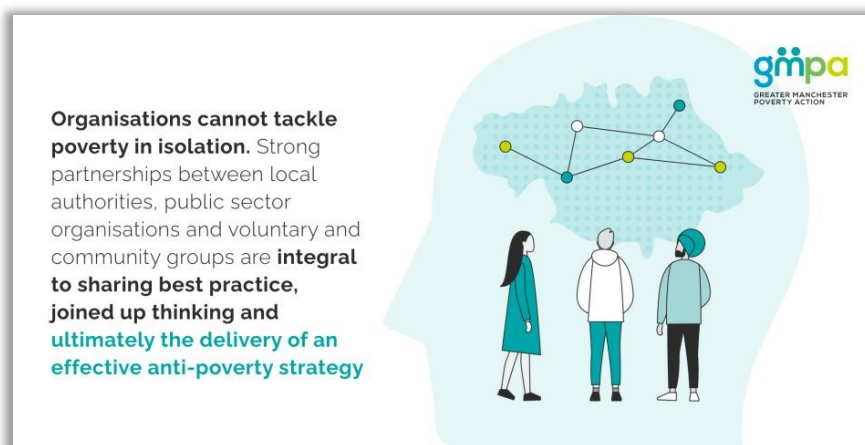 gmpa
GREATER MANCHESTER
POVERTY ACTION
Organisations cannot tackle
poverty in isolation. Strong
partnerships between local
authorities, public sector
organisations and voluntary and
community groups are integral
to sharing best practice,
joined up thinking and
ultimately the delivery of an
effective anti-poverty strategy